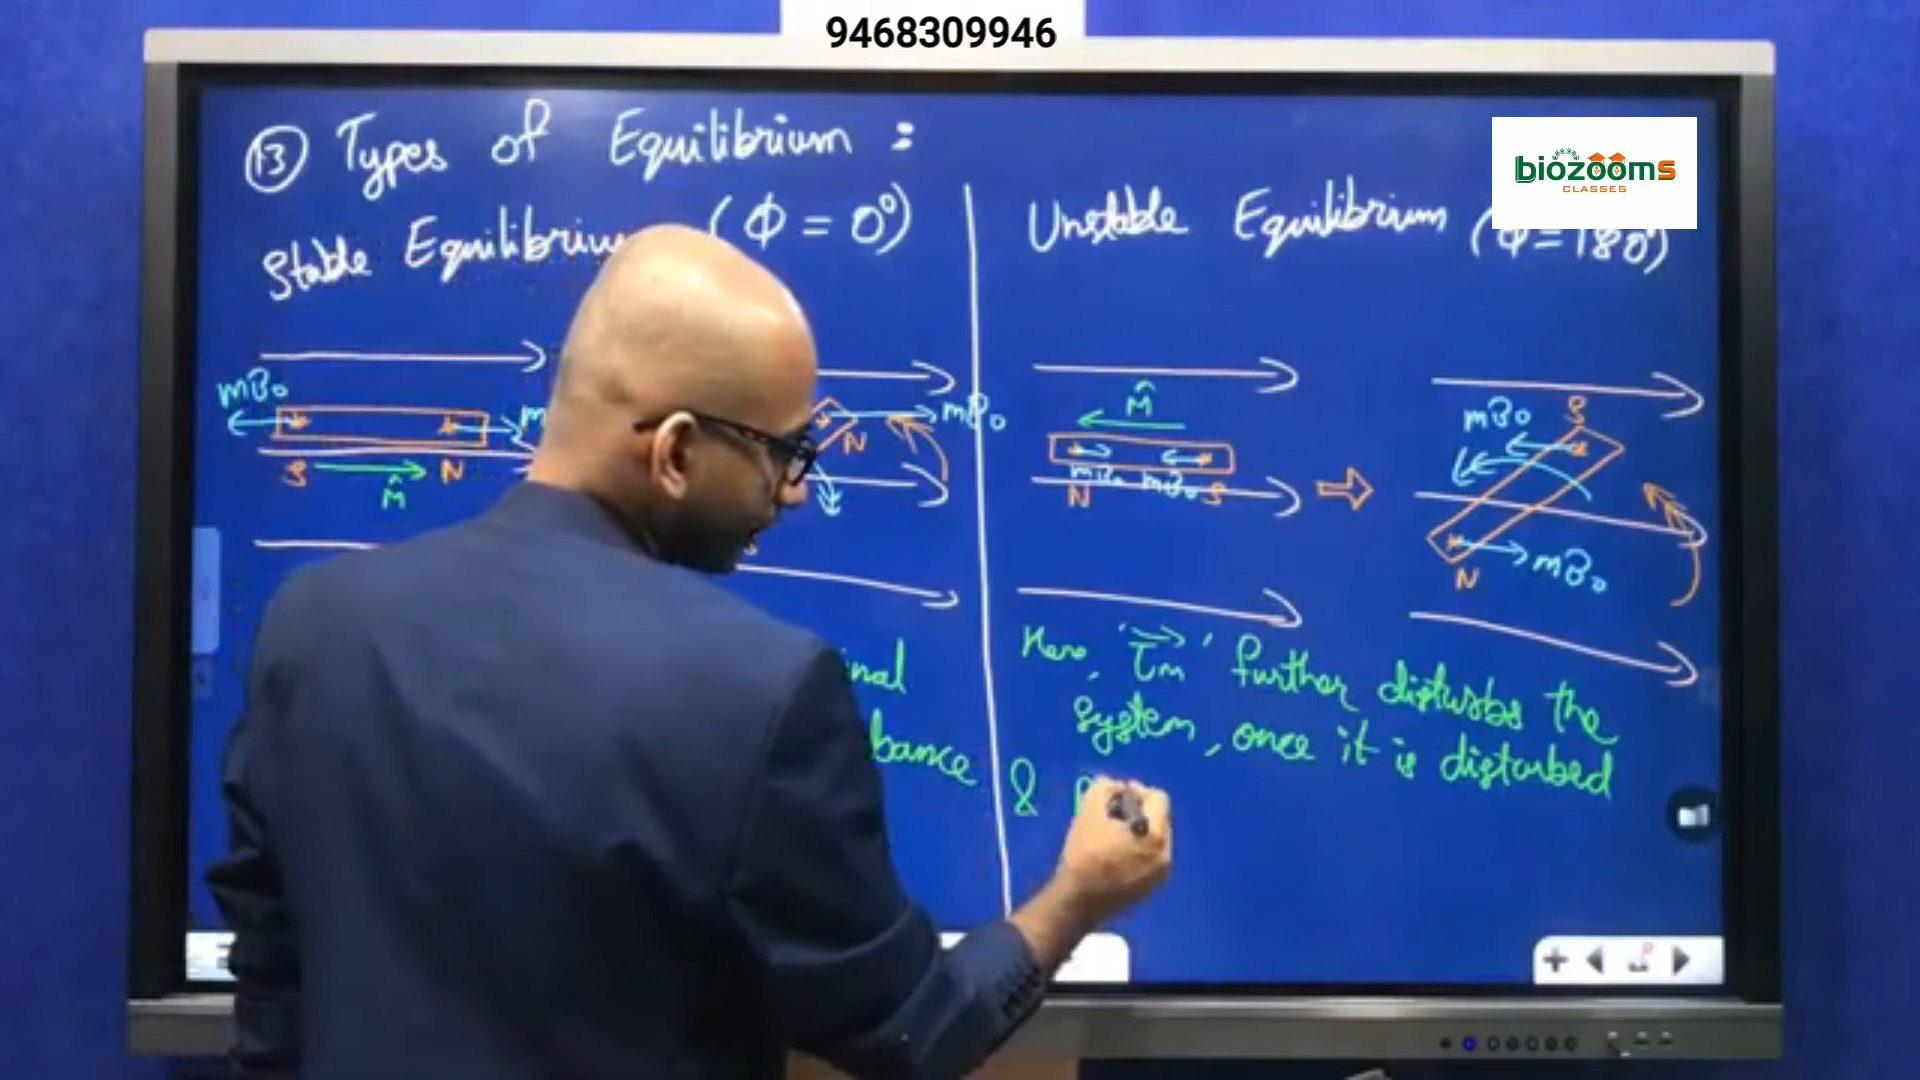 9468309946
biozooms
CLASSES
13 Types of Equilibrium :
Stable Equilibrium (Φ = 0°)
Unstable Equilibrium (Φ=180°)
mB₀
S M̂ N
mB₀
N
M̂
mB₀ mB₀
N S
S
mB₀
mB₀
N
inal
bance
Here, 'τ⃗m' further disturbs the
system, once it is disturbed
&